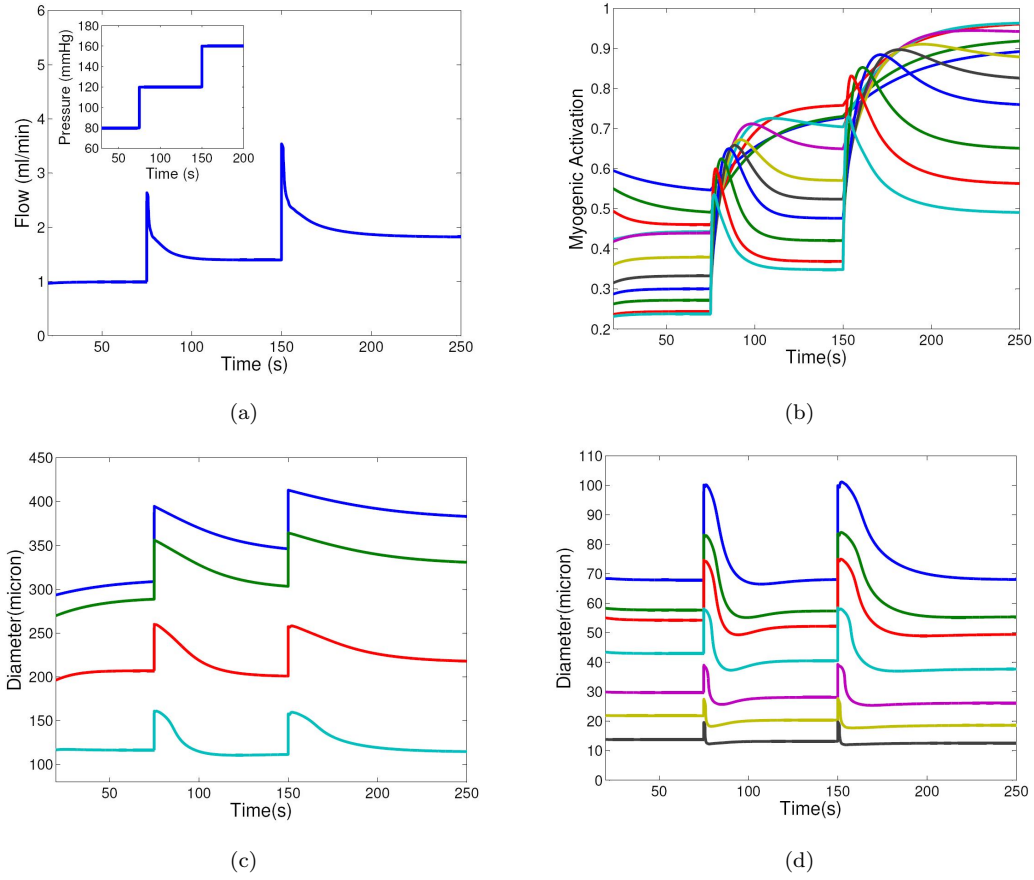 6
5
4
3
2
1
0
Flow (ml/min)
50 100 150 200 250
Time (s)
180
160
140
120
100
80
60
Pressure (mmHg)
50 100 150 200
Time (s)
(a)
1
0.9
0.8
0.7
0.6
0.5
0.4
0.3
0.2
Myogenic Activation
50 100 150 200 250
Time(s)
(b)
450
400
350
300
250
200
150
100
Diameter(micron)
50 100 150 200 250
Time(s)
(c)
110
100
90
80
70
60
50
40
30
20
10
0
Diameter(micron)
50 100 150 200 250
Time(s)
(d)